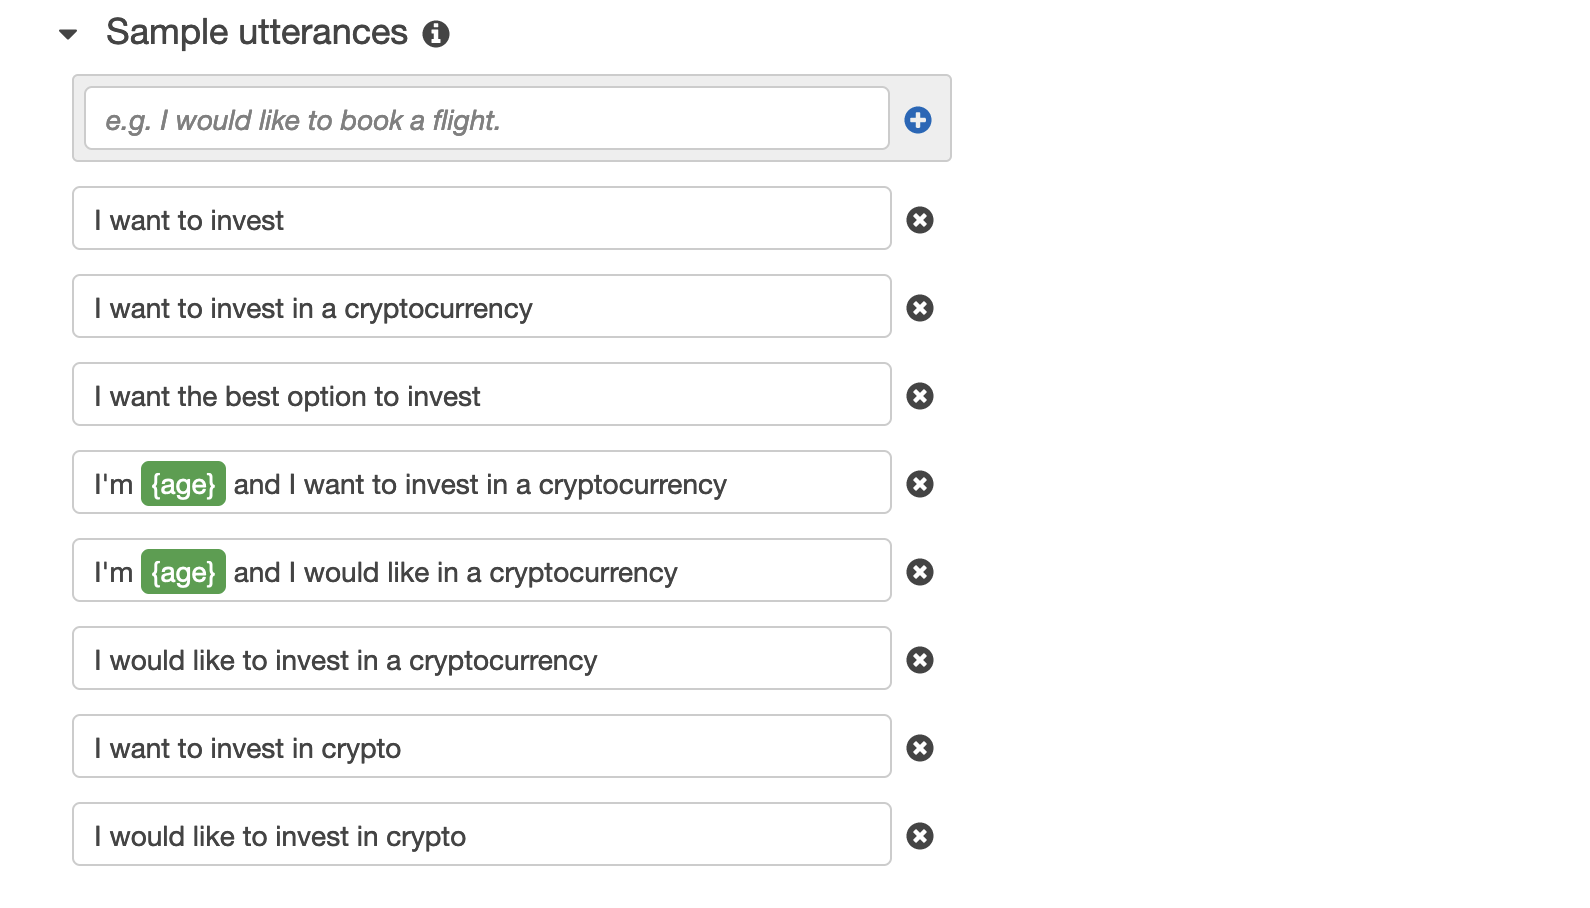 Sample utterances
e.g. I would like to book a flight.
I want to invest
I want to invest in a cryptocurrency
I want the best option to invest
I'm {age} and I want to invest in a cryptocurrency
I'm {age} and I would like in a cryptocurrency
I would like to invest in a cryptocurrency
I want to invest in crypto
I would like to invest in crypto